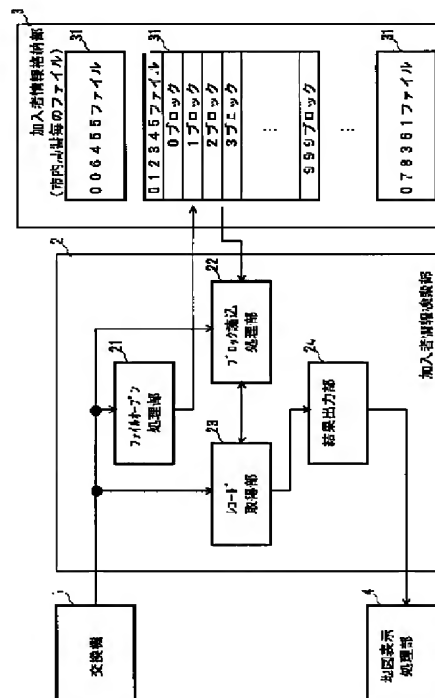 3
加入者情報格納部
(市内局番毎のファイル)
31
006455ファイル
31
012345ファイル
0ブロック
1ブロック
2ブロック
3ブロック
…
999ブロック
…
31
078361ファイル
2
21
ファイルオープン
処理部
22
ブロック読込
処理部
23
レコード
取得部
24
結果出力部
加入者情報検索部
1
交換機
4
地図表示
処理部